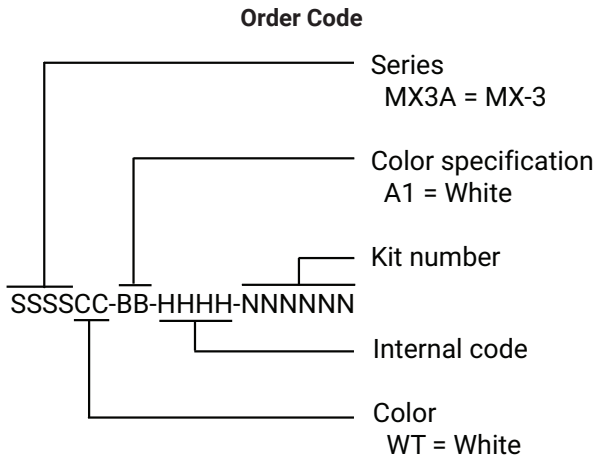 Order Code
Series
MX3A = MX-3
Color specification
A1 = White
Kit number
SSSSCC-BB-HHHH-NNNNNN
Internal code
Color
WT = White